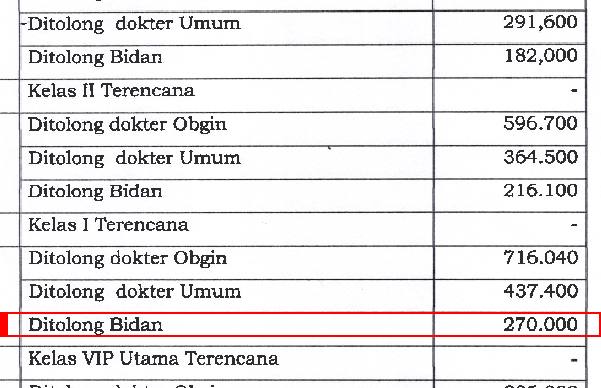 -Ditolong dokter Umum 291,600
Ditolong Bidan 182,000
Kelas II Terencana -
Ditolong dokter Obgin 596.700
Ditolong dokter Umum 364.500
Ditolong Bidan 216.100
Kelas I Terencana -
Ditolong dokter Obgin 716.040
Ditolong dokter Umum 437.400
Ditolong Bidan 270.000
Kelas VIP Utama Terencana -